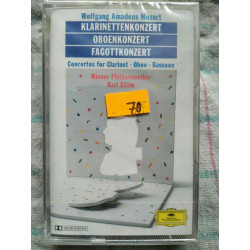 Wolfgang Amadeus Mozart
KLARINETTENKONZERT
OBOENKONZERT
FAGOTTKONZERT
Concertos for Clarinet · Oboe · Bassoon
Wiener Philharmoniker
Karl Böhm
78